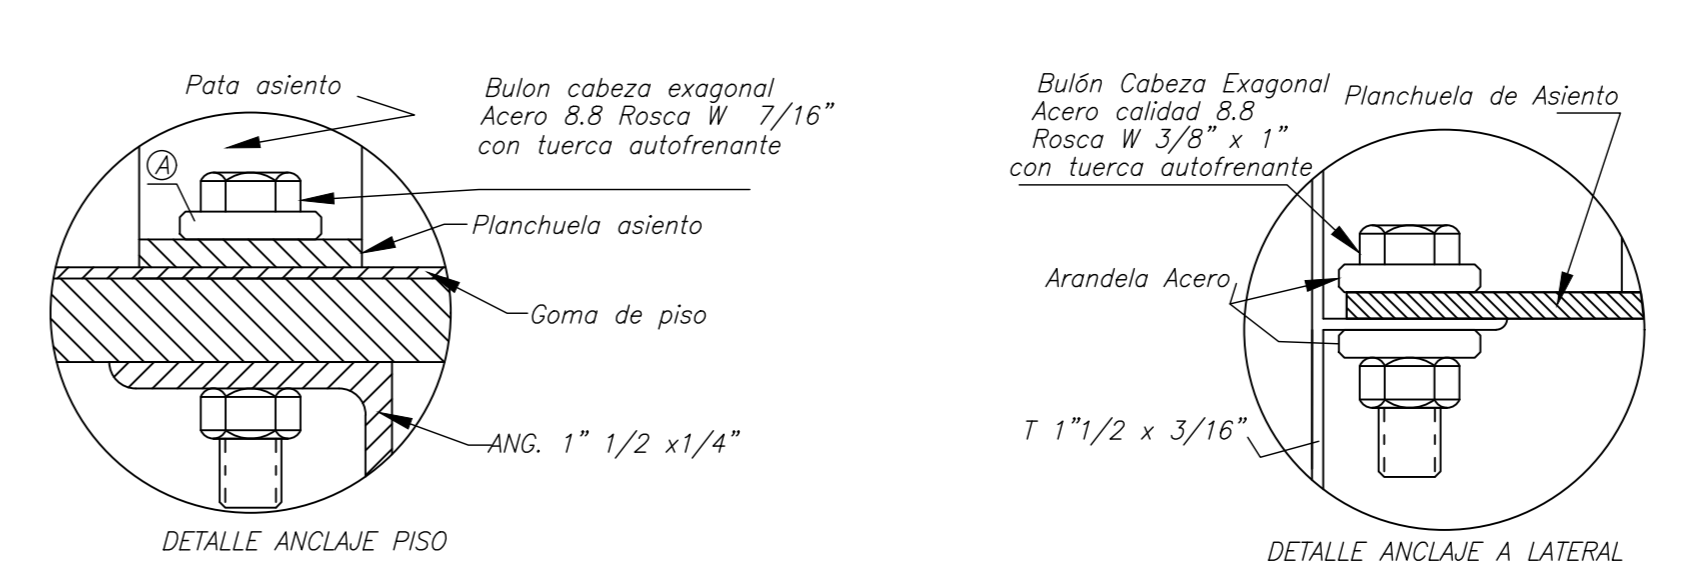 Pata asiento
Bulon cabeza exagonal
Acero 8.8 Rosca W 7/16"
con tuerca autofrenante
A
Planchuela asiento
Goma de piso
ANG. 1" 1/2 x1/4"
DETALLE ANCLAJE PISO
Bulón Cabeza Exagonal
Acero calidad 8.8
Rosca W 3/8" x 1"
con tuerca autofrenante
Planchuela de Asiento
Arandela Acero
T 1"1/2 x 3/16"
DETALLE ANCLAJE A LATERAL